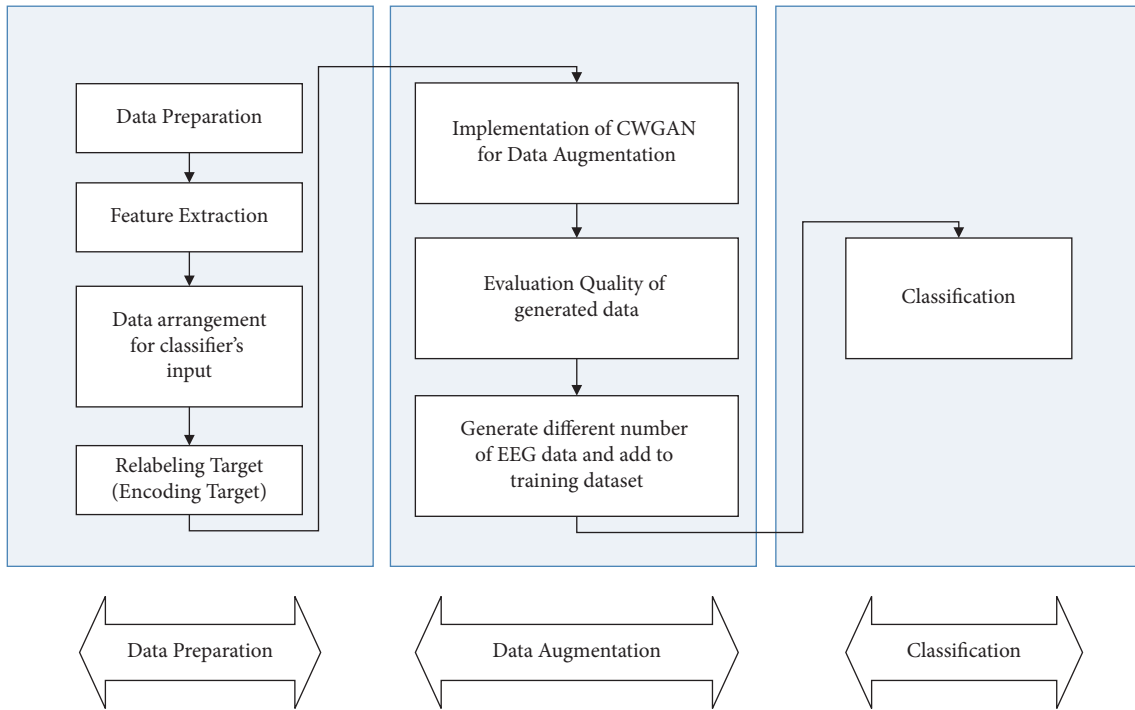 Data Preparation
Feature Extraction
Data arrangement
for classifier's
input
Relabeling Target
(Encoding Target)
Implementation of CWGAN
for Data Augmentation
Evaluation Quality of
generated data
Generate different number
of EEG data and add to
training dataset
Classification
Data Preparation
Data Augmentation
Classification